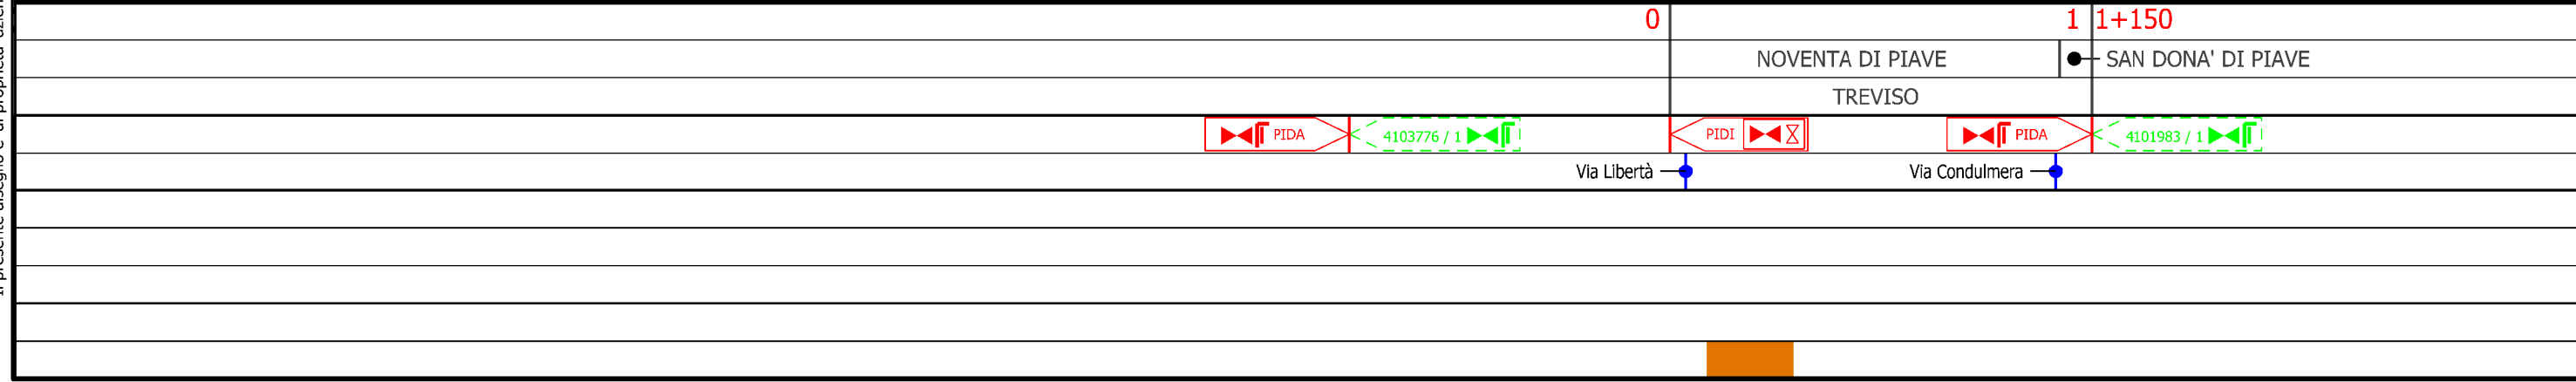 0 1 1+150
NOVENTA DI PIAVE SAN DONA' DI PIAVE
TREVISO
PIDA 4103776 / 1 PIDI PIDA 4101983 / 1
Via Libertà Via Condulmera